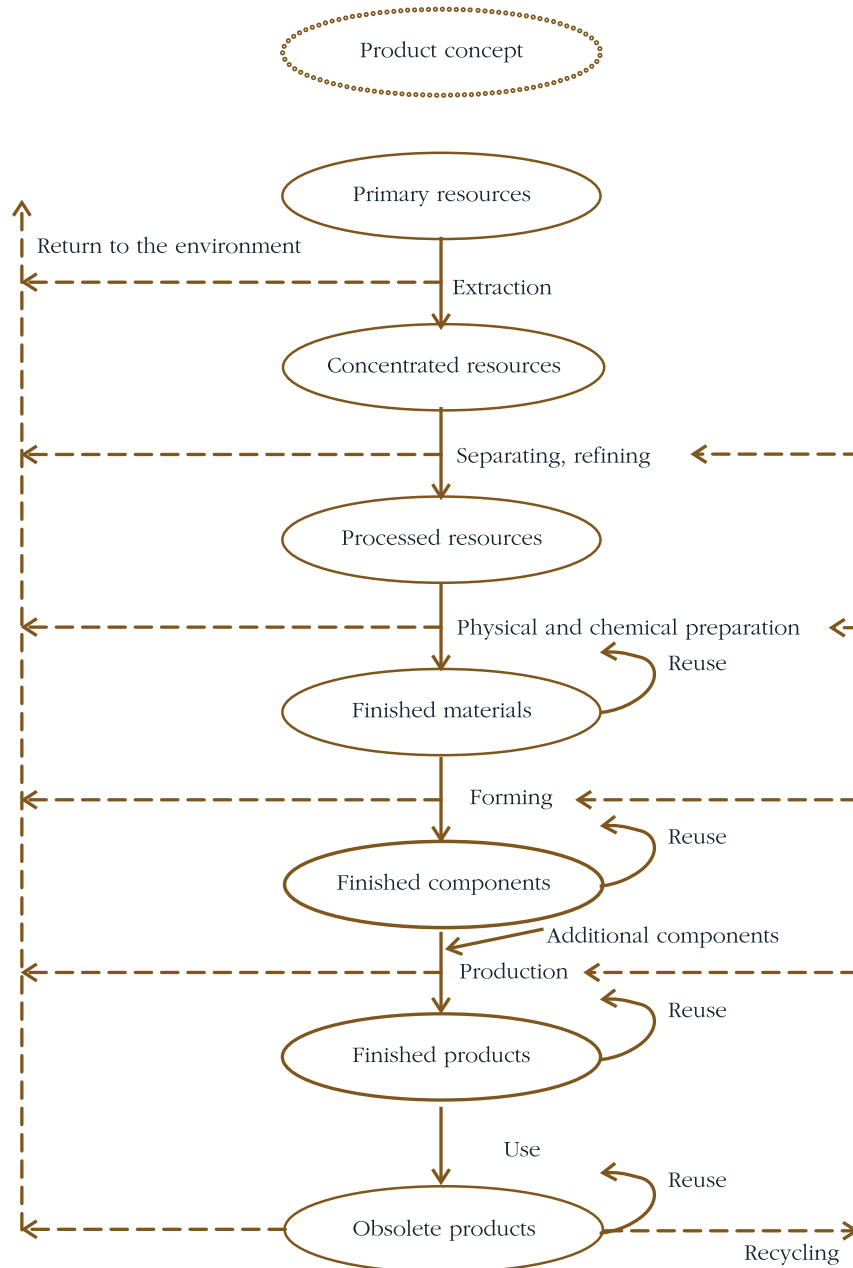 Product concept
Primary resources
Return to the environment
Extraction
Concentrated resources
Separating, refining
Processed resources
Physical and chemical preparation
Reuse
Finished materials
Forming
Reuse
Finished components
Additional components
Production
Reuse
Finished products
Use
Reuse
Obsolete products
Recycling